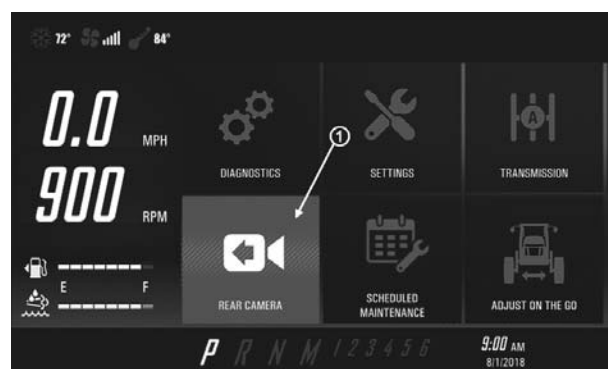 72° 84°
0.0 MPH
900 RPM
E F
DIAGNOSTICS
SETTINGS
TRANSMISSION
A
1
REAR CAMERA
SCHEDULED
MAINTENANCE
ADJUST ON THE GO
P R N M 1 2 3 4 5 6
9:00 AM
8/1/2018